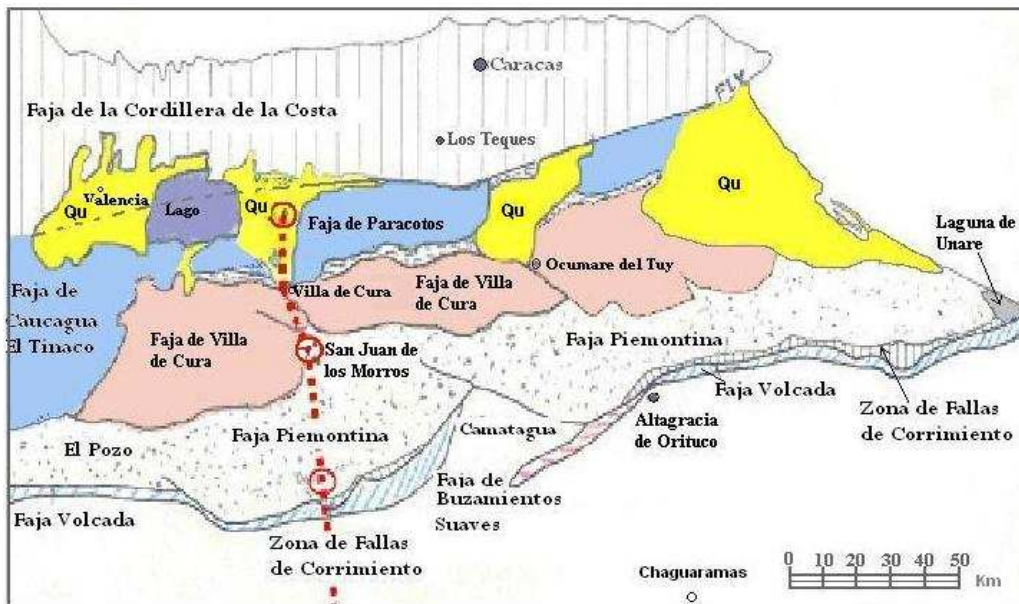 Caracas
Faja de la Cordillera de la Costa
Los Teques
Qu
Valencia
Lago
Qu
Faja de Paracotos
Qu
Qu
Laguna de
Unare
Faja de
Caucagua
El Tinaco
Villa de Cura
Faja de Villa
de Cura
Ocumare del Tuy
Faja de Villa
de Cura
San Juan de
los Morros
Faja Piemontina
Faja Volcada
Zona de Fallas
de Corrimiento
Altagracia
de Orituco
Camatagua
Faja Piemontina
El Pozo
Faja de
Buzamientos
Suaves
Faja Volcada
Zona de Fallas
de Corrimiento
Chaguaramas
0 10 20 30 40 50
Km